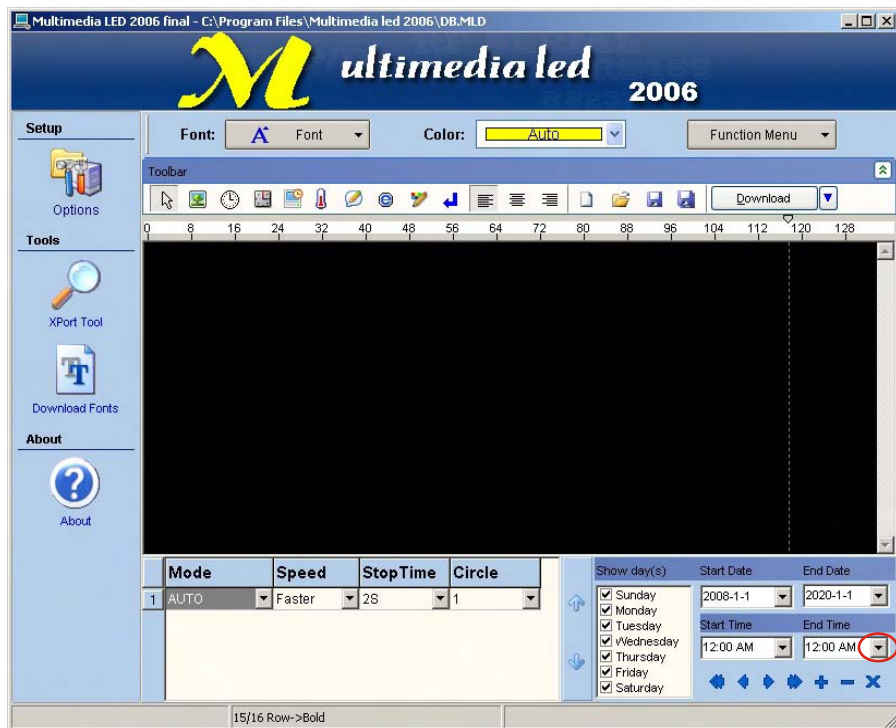 Multimedia LED 2006 final - C:\Program Files\Multimedia led 2006\DB.MLD
Multimedia led
2006
Setup
Options
Tools
XPort Tool
Download Fonts
About
About
Font: A Font Color: Auto Function Menu
Toolbar
Download
0 8 16 24 32 40 48 56 64 72 80 88 96 104 112 120 128
Mode Speed StopTime Circle
1 AUTO Faster 2S 1
Show day(s)
Sunday
Monday
Tuesday
Wednesday
Thursday
Friday
Saturday
Start Date End Date
2008-1-1 2020-1-1
Start Time End Time
12:00 AM 12:00 AM
15/16 Row->Bold